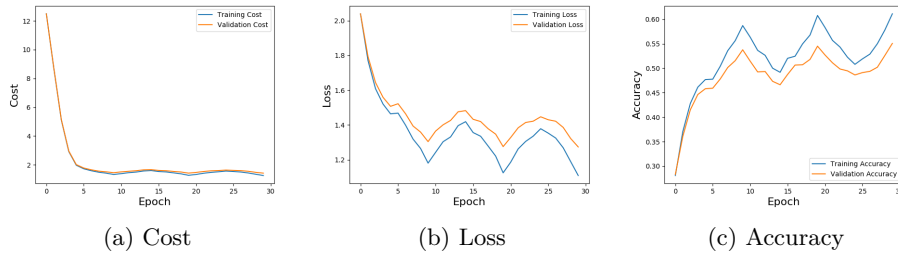 Training Cost
Validation Cost
12
10
8
6
4
2
Cost
0 5 10 15 20 25 30
Epoch
(a) Cost
Training Loss
Validation Loss
2.0
1.8
1.6
1.4
1.2
Loss
0 5 10 15 20 25 30
Epoch
(b) Loss
0.60
0.55
0.50
0.45
0.40
0.35
0.30
Accuracy
Training Accuracy
Validation Accuracy
0 5 10 15 20 25 30
Epoch
(c) Accuracy